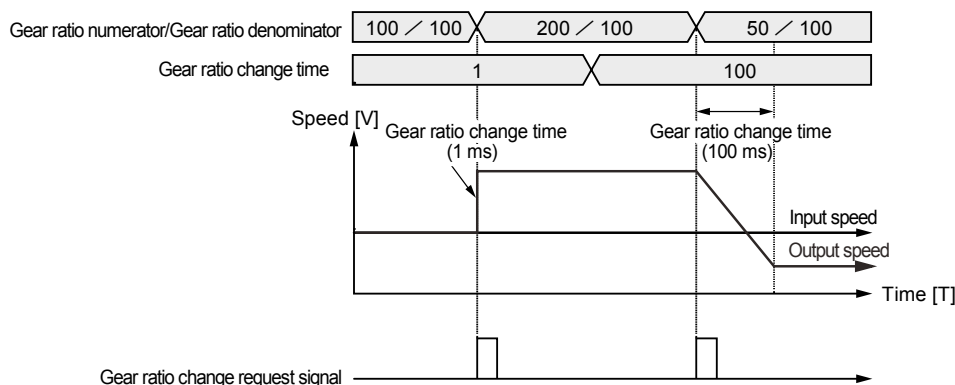 Gear ratio numerator/Gear ratio denominator 100 / 100 200 / 100 50 / 100
Gear ratio change time 1 100
Speed [V]
Gear ratio change time
(1 ms)
Gear ratio change time
(100 ms)
Input speed
Output speed
Time [T]
Gear ratio change request signal